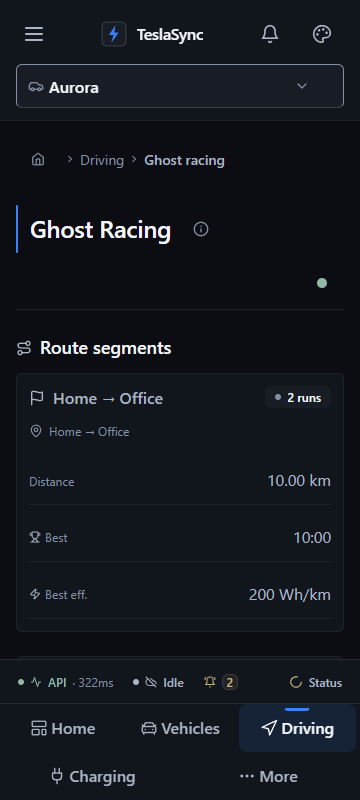 TeslaSync
Aurora
Driving
Ghost racing
Ghost Racing
Route segments
Home → Office
2 runs
Home → Office
Distance
10.00 km
Best
10:00
Best eff.
200 Wh/km
API · 322ms
Idle
2
Status
Home
Vehicles
Driving
Charging
More